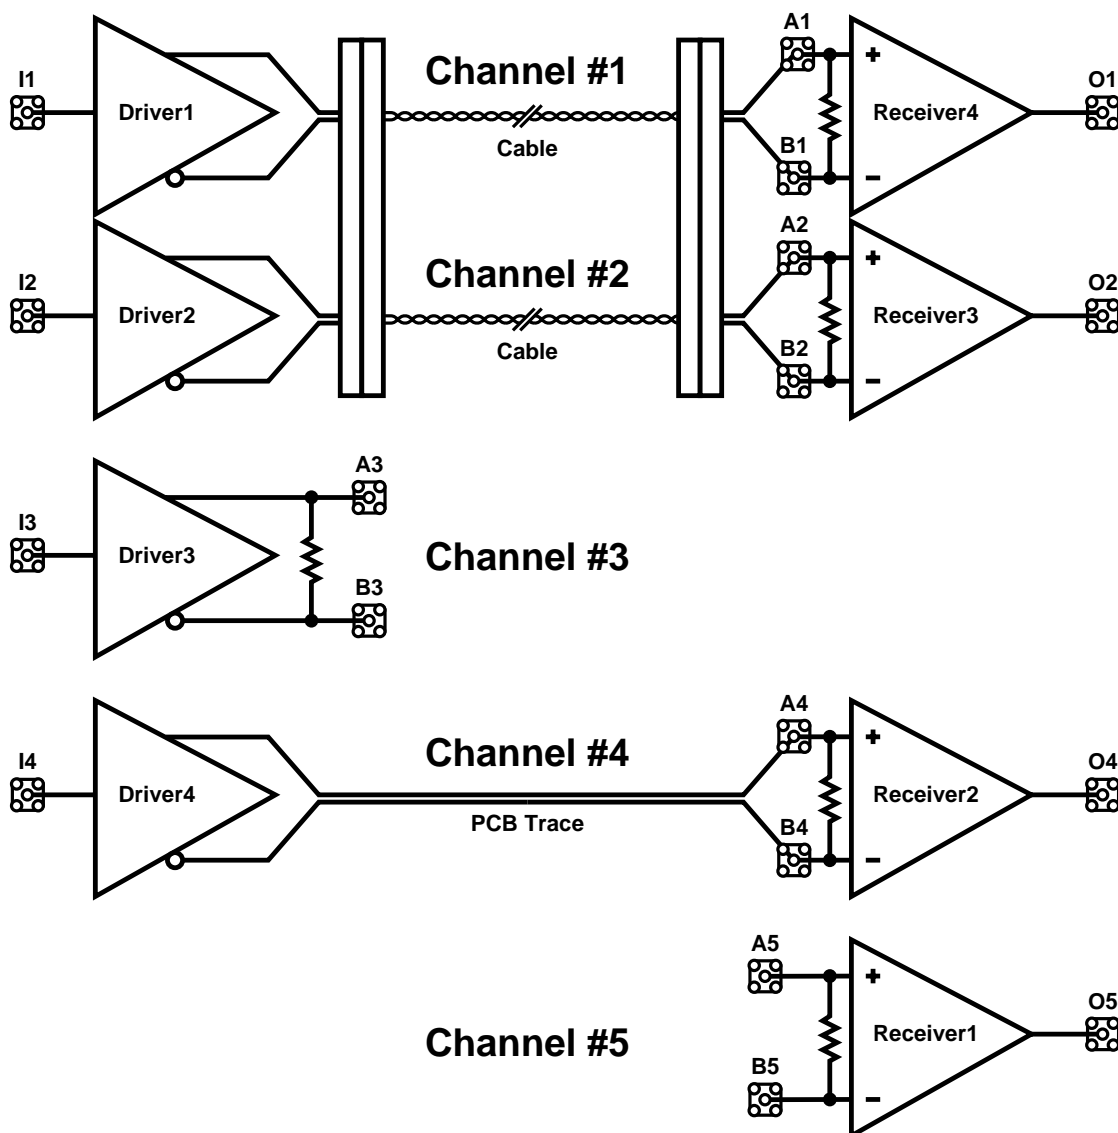 A1
I1
Channel #1
O1
Driver1
+
Receiver4
Cable
B1
−
A2
I2
Channel #2
O2
Driver2
+
Receiver3
Cable
B2
−
A3
I3
Driver3
Channel #3
B3
A4
I4
Channel #4
O4
Driver4
+
Receiver2
PCB Trace
B4
−
A5
+
O5
Channel #5
Receiver1
B5
−